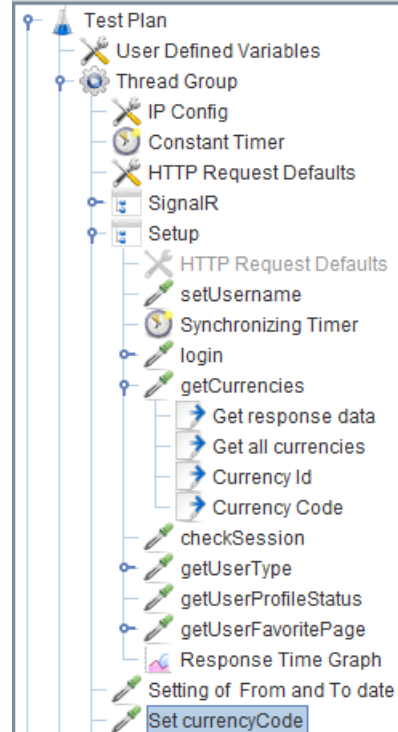 Test Plan
User Defined Variables
Thread Group
IP Config
Constant Timer
HTTP Request Defaults
SignalR
Setup
HTTP Request Defaults
setUsername
Synchronizing Timer
login
getCurrencies
Get response data
Get all currencies
Currency Id
Currency Code
checkSession
getUserType
getUserProfileStatus
getUserFavoritePage
Response Time Graph
Setting of From and To date
Set currencyCode